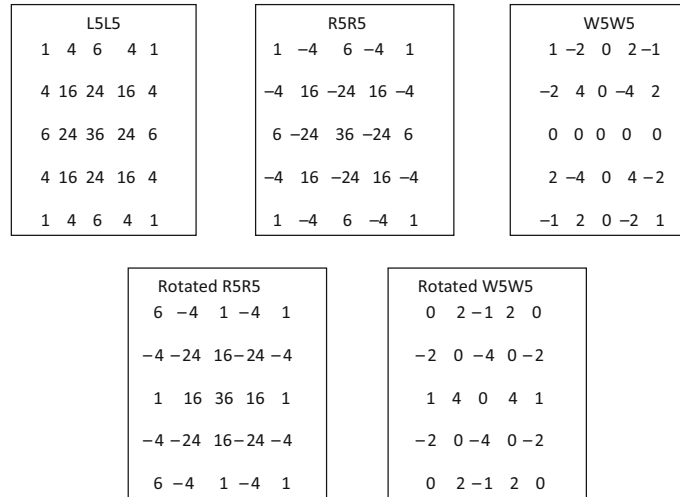 L5L5
1 4 6 4 1
4 16 24 16 4
6 24 36 24 6
4 16 24 16 4
1 4 6 4 1
R5R5
1 −4 6 −4 1
−4 16 −24 16 −4
6 −24 36 −24 6
−4 16 −24 16 −4
1 −4 6 −4 1
W5W5
1 −2 0 2 −1
−2 4 0 −4 2
0 0 0 0 0
2 −4 0 4 −2
−1 2 0 −2 1
Rotated R5R5
6 −4 1 −4 1
−4 −24 16 −24 −4
1 16 36 16 1
−4 −24 16 −24 −4
6 −4 1 −4 1
Rotated W5W5
0 2 −1 2 0
−2 0 −4 0 −2
1 4 0 4 1
−2 0 −4 0 −2
0 2 −1 2 0